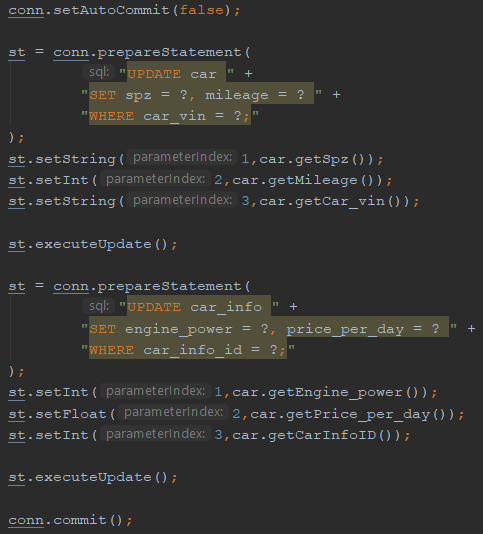 conn.setAutoCommit(false);
st = conn.prepareStatement(
sql: "UPDATE car " +
"SET spz = ?, mileage = ? " +
"WHERE car_vin = ?;"
);
st.setString( parameterIndex: 1,car.getSpz());
st.setInt( parameterIndex: 2,car.getMileage());
st.setString( parameterIndex: 3,car.getCar_vin());
st.executeUpdate();
st = conn.prepareStatement(
sql: "UPDATE car_info " +
"SET engine_power = ?, price_per_day = ? " +
"WHERE car_info_id = ?;"
);
st.setInt( parameterIndex: 1,car.getEngine_power());
st.setFloat( parameterIndex: 2,car.getPrice_per_day());
st.setInt( parameterIndex: 3,car.getCarInfoID());
st.executeUpdate();
conn.commit();